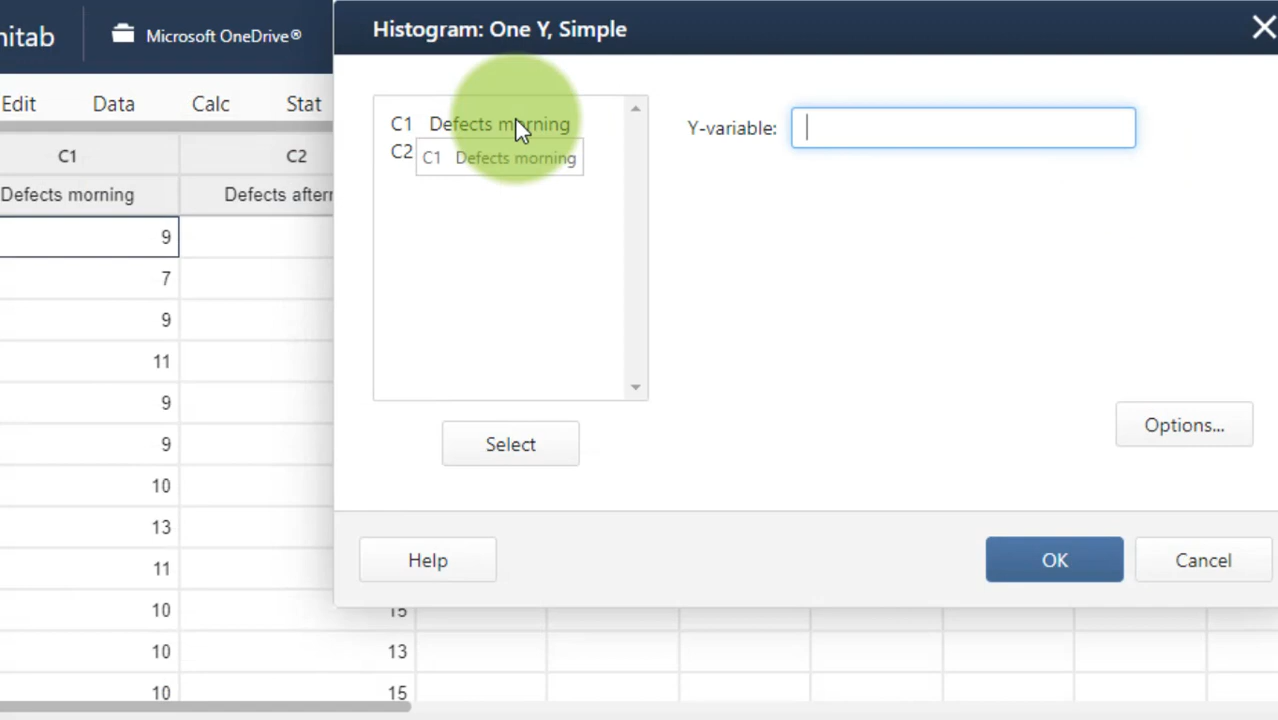 nitab
Microsoft OneDrive®
Histogram: One Y, Simple
Edit Data Calc Stat
C1 Defects morning
C2
C1 Defects morning
Y-variable:
C1 C2
Defects morning Defects aftern
9
7
9
11
9
9
10
13
11
10 15
10 13
10 15
Select
Options...
Help
OK
Cancel